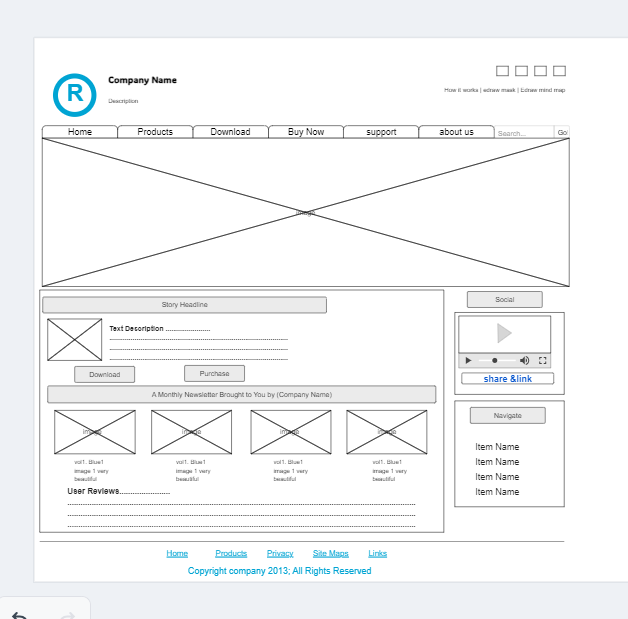 R
Company Name
Description
How it works | edraw mask | Edraw mind map
Home Products Download Buy Now support about us Search... Go!
image
Story Headline
Social
Text Description ......................
Download Purchase
share &link
A Monthly Newsletter Brought to You by (Company Name)
Navigate
image image image image
vol1. Blue1 vol1. Blue1 vol1. Blue1 vol1. Blue1
image 1 very image 1 very image 1 very image 1 very
beautiful beautiful beautiful beautiful
Item Name
Item Name
Item Name
Item Name
User Reviews........................
Home Products Privacy Site Maps Links
Copyright company 2013; All Rights Reserved